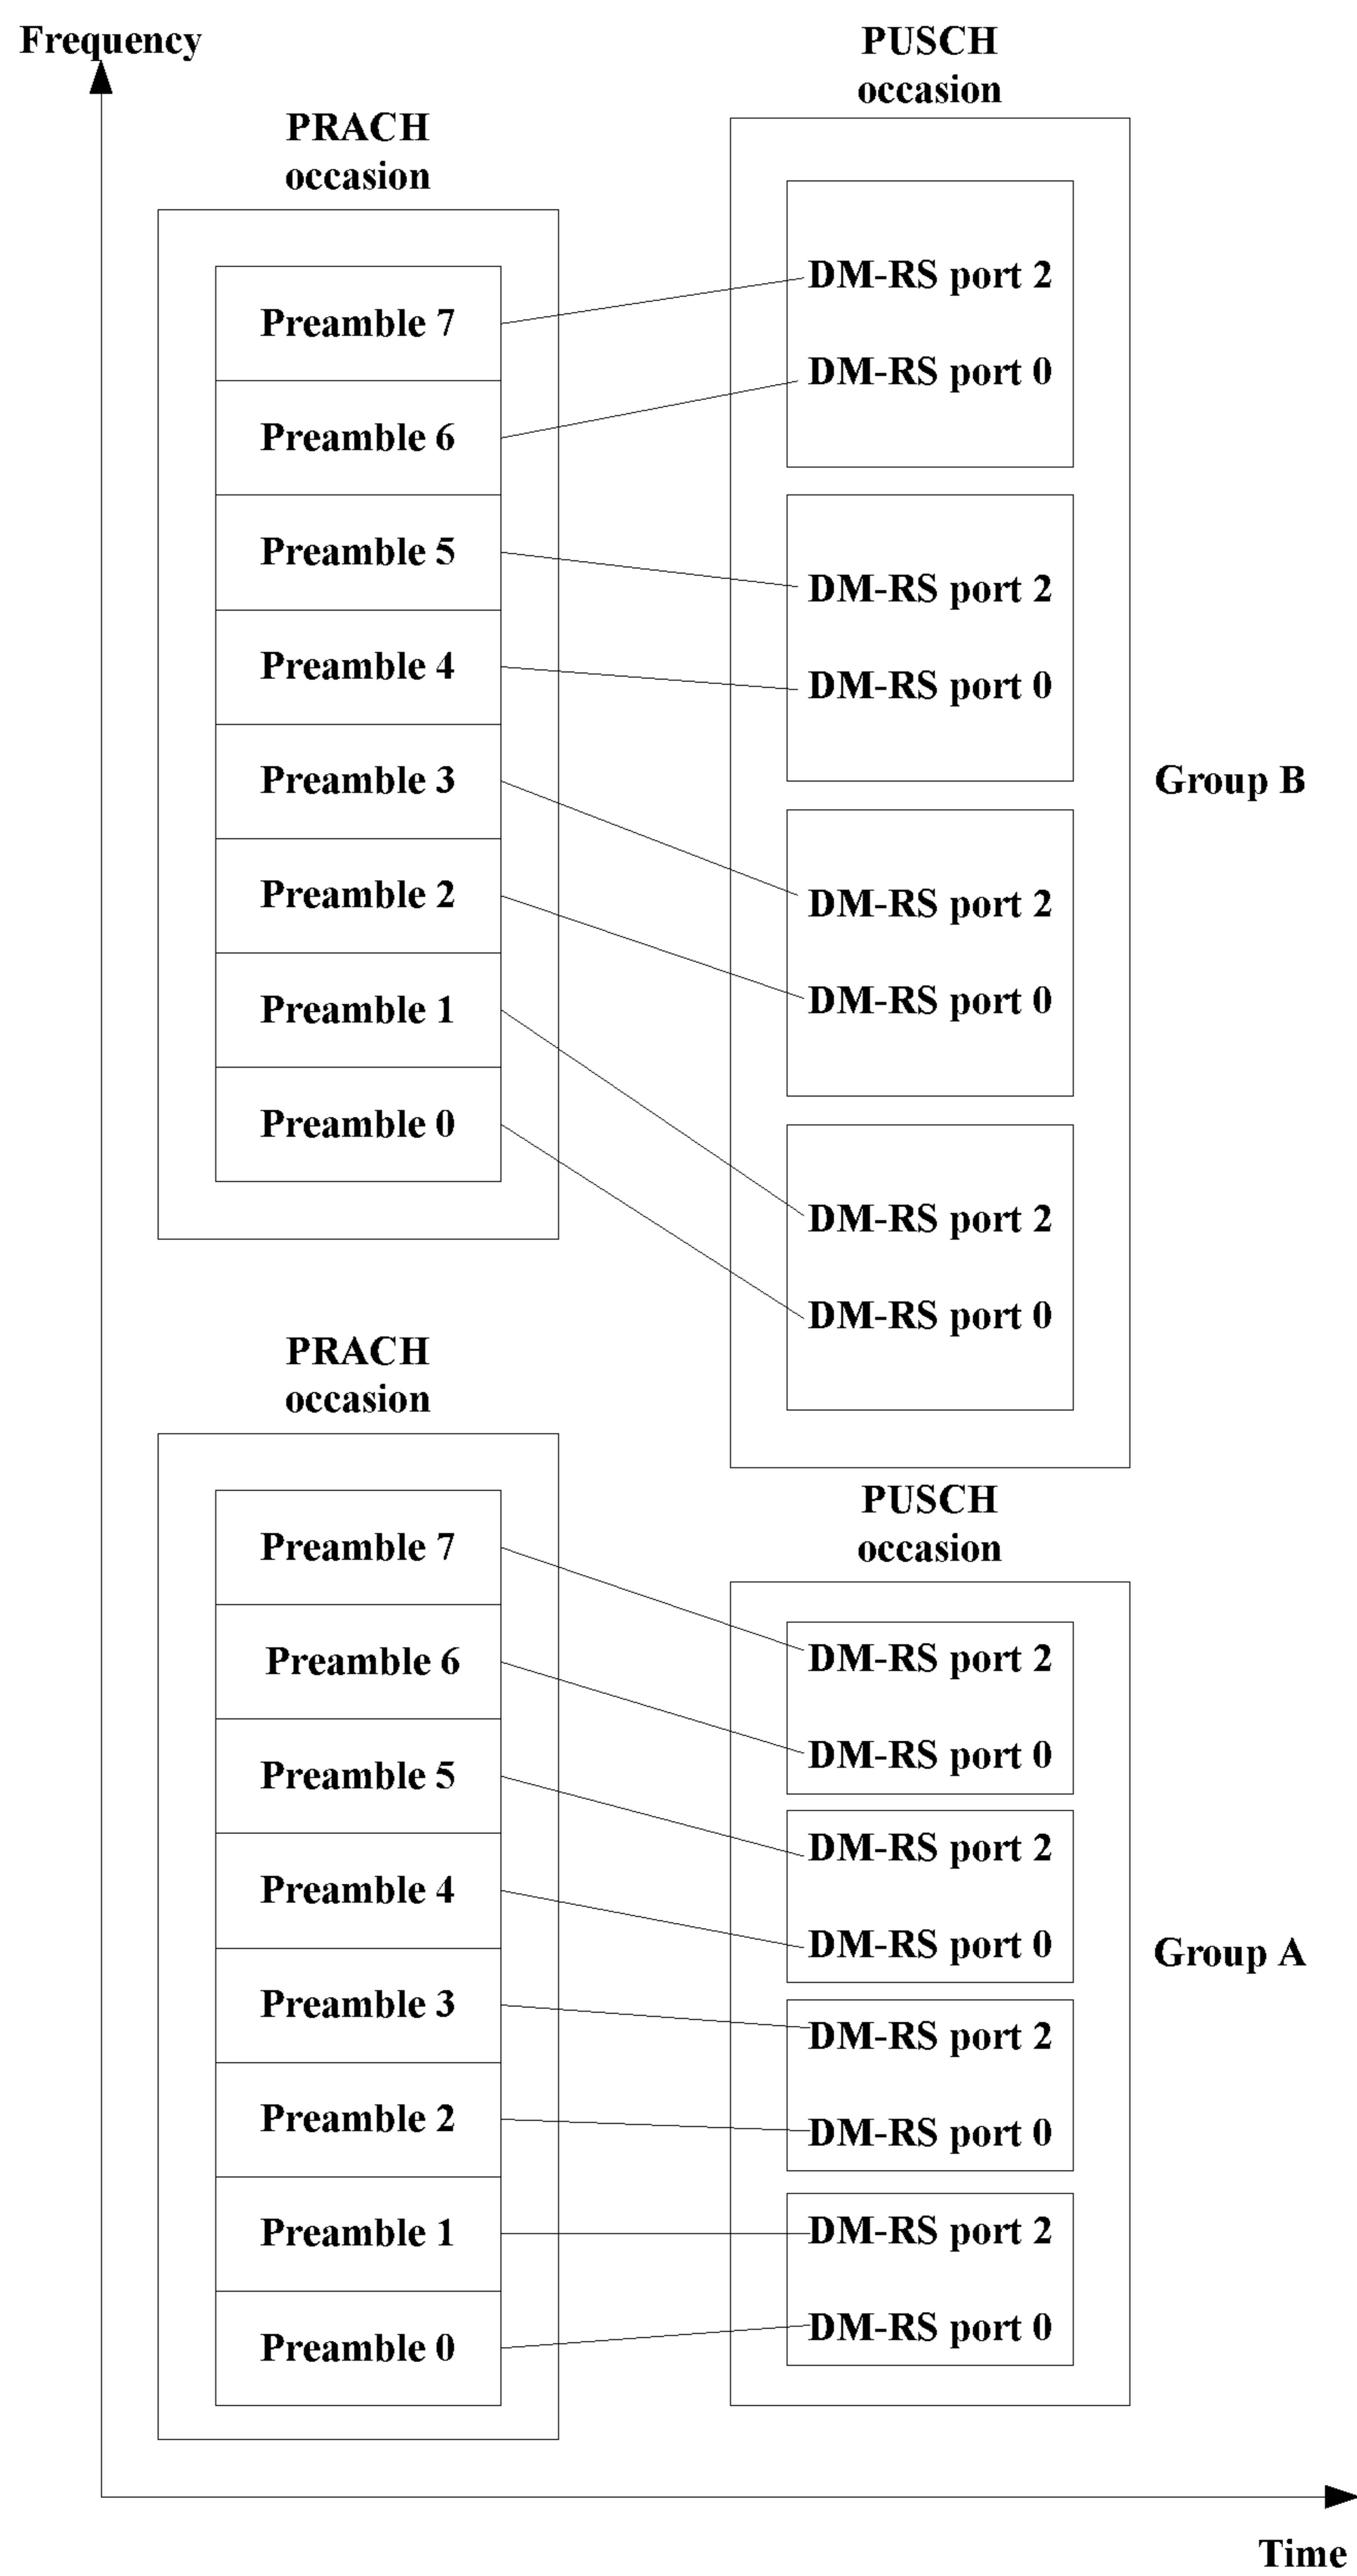 Frequency
PRACH
occasion
Preamble 7
Preamble 6
Preamble 5
Preamble 4
Preamble 3
Preamble 2
Preamble 1
Preamble 0
PUSCH
occasion
DM-RS port 2
DM-RS port 0
DM-RS port 2
DM-RS port 0
DM-RS port 2
DM-RS port 0
DM-RS port 2
DM-RS port 0
Group B
PRACH
occasion
Preamble 7
Preamble 6
Preamble 5
Preamble 4
Preamble 3
Preamble 2
Preamble 1
Preamble 0
PUSCH
occasion
DM-RS port 2
DM-RS port 0
DM-RS port 2
DM-RS port 0
DM-RS port 2
DM-RS port 0
DM-RS port 2
DM-RS port 0
Group A
Time